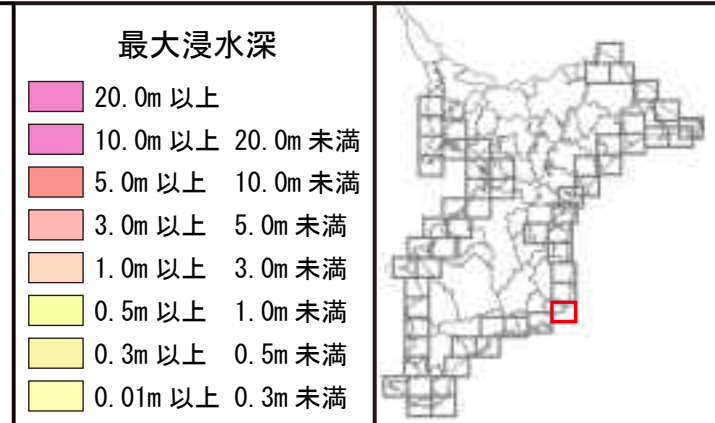 最大浸水深
20.0m 以上
10.0m 以上 20.0m 未満
5.0m 以上 10.0m 未満
3.0m 以上 5.0m 未満
1.0m 以上 3.0m 未満
0.5m 以上 1.0m 未満
0.3m 以上 0.5m 未満
0.01m 以上 0.3m 未満